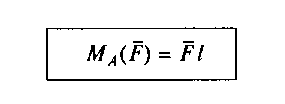 M_A(F̅) = F̅ l